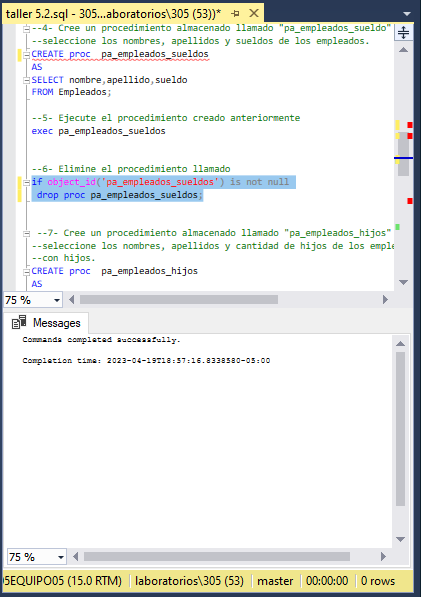 taller 5.2.sql - 305...aboratorios\305 (53))*
--4- Cree un procedimiento almacenado llamado "pa_empleados_sueldo"
--seleccione los nombres, apellidos y sueldos de los empleados.
CREATE proc  pa_empleados_sueldos
AS
SELECT nombre,apellido,sueldo
FROM Empleados;
--5- Ejecute el procedimiento creado anteriormente
exec pa_empleados_sueldos
--6- Elimine el procedimiento llamado
if object_id('pa_empleados_sueldos') is not null
drop proc pa_empleados_sueldos;
--7- Cree un procedimiento almacenado llamado "pa_empleados_hijos"
--seleccione los nombres, apellidos y cantidad de hijos de los emple
--con hijos.
CREATE proc  pa_empleados_hijos
AS
75 %
Messages
Commands completed successfully.
Completion time: 2023-04-19T18:57:16.8338580-05:00
75 %
05EQUIPO05 (15.0 RTM)
laboratorios\305 (53)
master
00:00:00
0 rows